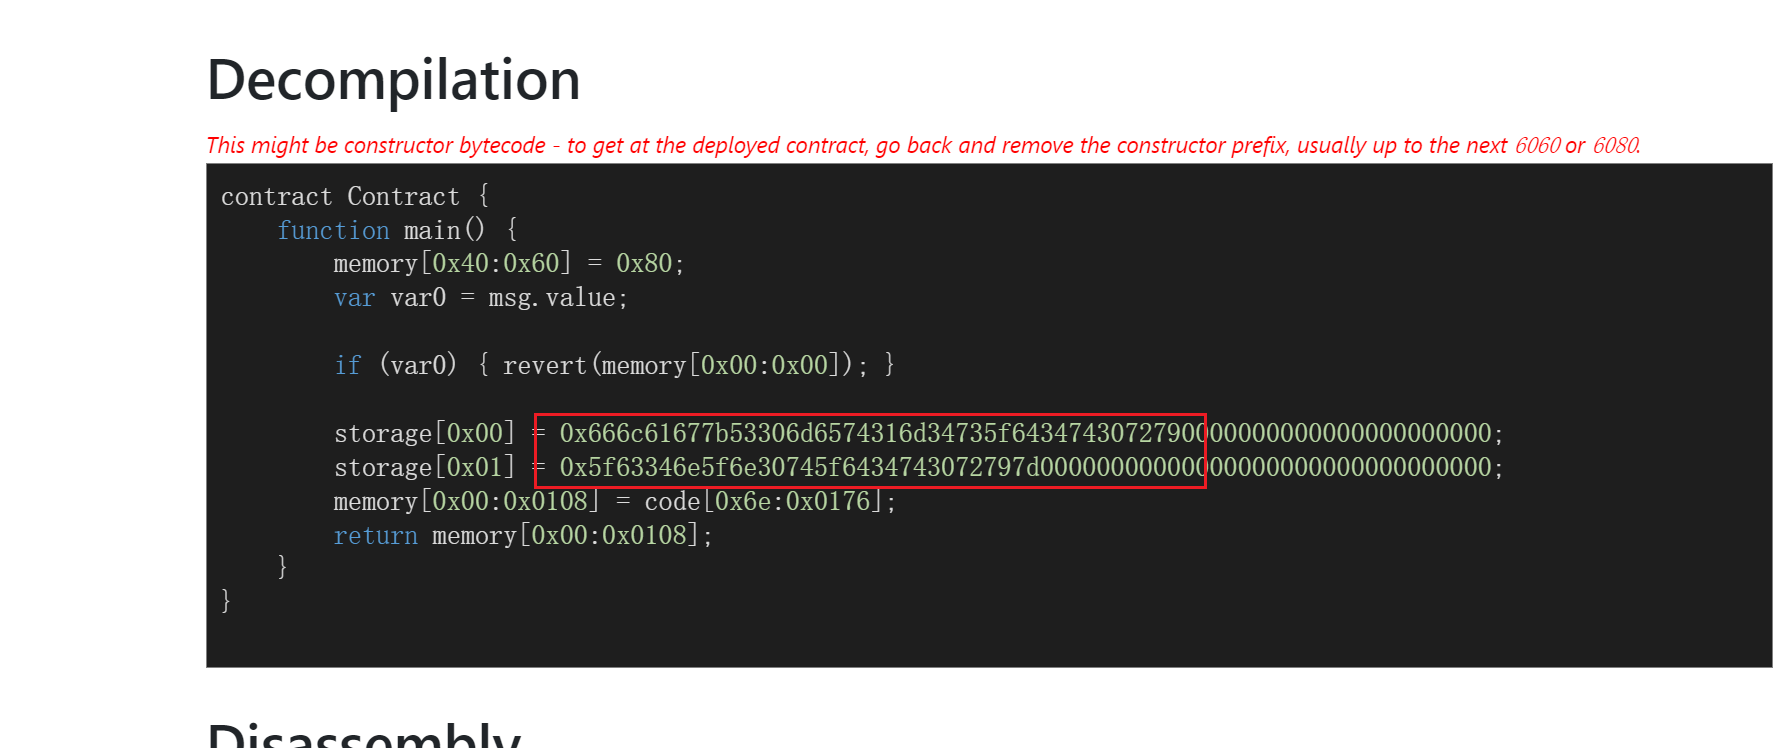 Decompilation
This might be constructor bytecode - to get at the deployed contract, go back and remove the constructor prefix, usually up to the next 6060 or 6080.
contract Contract {
function main() {
memory[0x40:0x60] = 0x80;
var var0 = msg.value;
if (var0) { revert(memory[0x00:0x00]); }
storage[0x00] = 0x666c61677b53306d6574316d34735f6434743072790000000000000000000000;
storage[0x01] = 0x5f63346e5f6e30745f6434743072797d00000000000000000000000000000000;
memory[0x00:0x0108] = code[0x6e:0x0176];
return memory[0x00:0x0108];
}
}
Disassembly